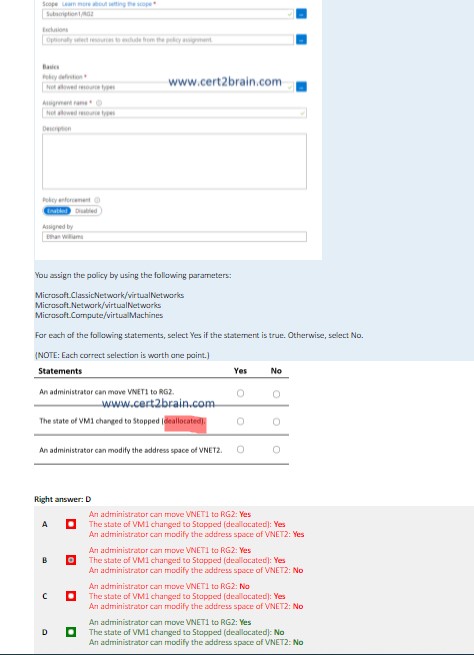 Scope Learn more about setting the scope *
Subscription1/RG2
Exclusions
Optionally select resources to exclude from the policy assignment.
Basics
Policy definition *
Not allowed resource types
www.cert2brain.com
Assignment name *
Not allowed resource types
Description
Policy enforcement
Enabled Disabled
Assigned by
Ethan Williams
You assign the policy by using the following parameters:
Microsoft.ClassicNetwork/virtualNetworks
Microsoft.Network/virtualNetworks
Microsoft.Compute/virtualMachines
For each of the following statements, select Yes if the statement is true. Otherwise, select No.
(NOTE: Each correct selection is worth one point.)
Statements Yes No
An administrator can move VNET1 to RG2.
www.cert2brain.com
The state of VM1 changed to Stopped (deallocated).
An administrator can modify the address space of VNET2.
Right answer: D
An administrator can move VNET1 to RG2: Yes
A The state of VM1 changed to Stopped (deallocated): Yes
An administrator can modify the address space of VNET2: Yes
An administrator can move VNET1 to RG2: Yes
B The state of VM1 changed to Stopped (deallocated): Yes
An administrator can modify the address space of VNET2: No
An administrator can move VNET1 to RG2: No
C The state of VM1 changed to Stopped (deallocated): Yes
An administrator can modify the address space of VNET2: No
An administrator can move VNET1 to RG2: Yes
D The state of VM1 changed to Stopped (deallocated): No
An administrator can modify the address space of VNET2: No